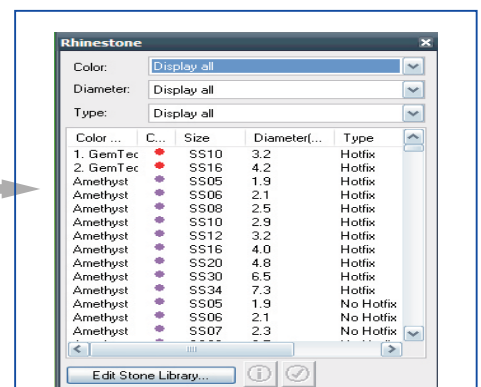 Rhinestone
Color: Display all
Diameter: Display all
Type: Display all
Color ... C... Size Diameter(... Type
1. GemTec SS10 3.2 Hotfix
2. GemTec SS16 4.2 Hotfix
Amethyst SS05 1.9 Hotfix
Amethyst SS06 2.1 Hotfix
Amethyst SS08 2.5 Hotfix
Amethyst SS10 2.9 Hotfix
Amethyst SS12 3.2 Hotfix
Amethyst SS16 4.0 Hotfix
Amethyst SS20 4.8 Hotfix
Amethyst SS30 6.5 Hotfix
Amethyst SS34 7.3 Hotfix
Amethyst SS05 1.9 No Hotfix
Amethyst SS06 2.1 No Hotfix
Amethyst SS07 2.3 No Hotfix
Edit Stone Library...